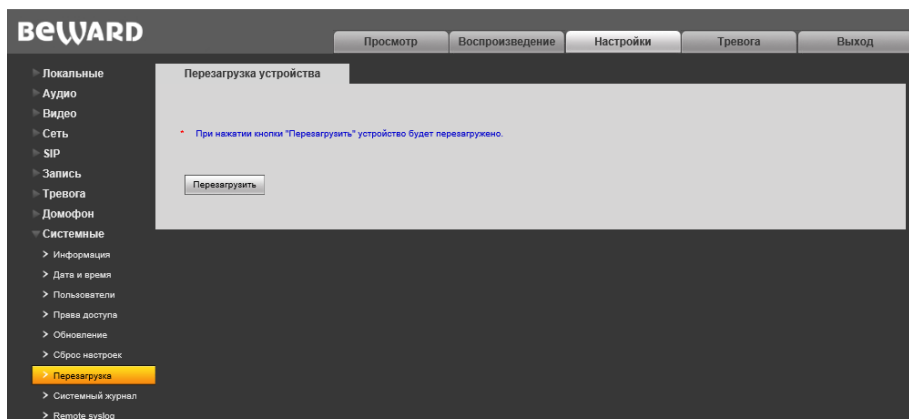 BEWARD
Просмотр
Воспроизведение
Настройки
Тревога
Выход
Локальные
Аудио
Видео
Сеть
SIP
Запись
Тревога
Домофон
Системные
Информация
Дата и время
Пользователи
Права доступа
Обновление
Сброс настроек
Перезагрузка
Системный журнал
Remote syslog
Перезагрузка устройства
* При нажатии кнопки "Перезагрузить" устройство будет перезагружено.
Перезагрузить